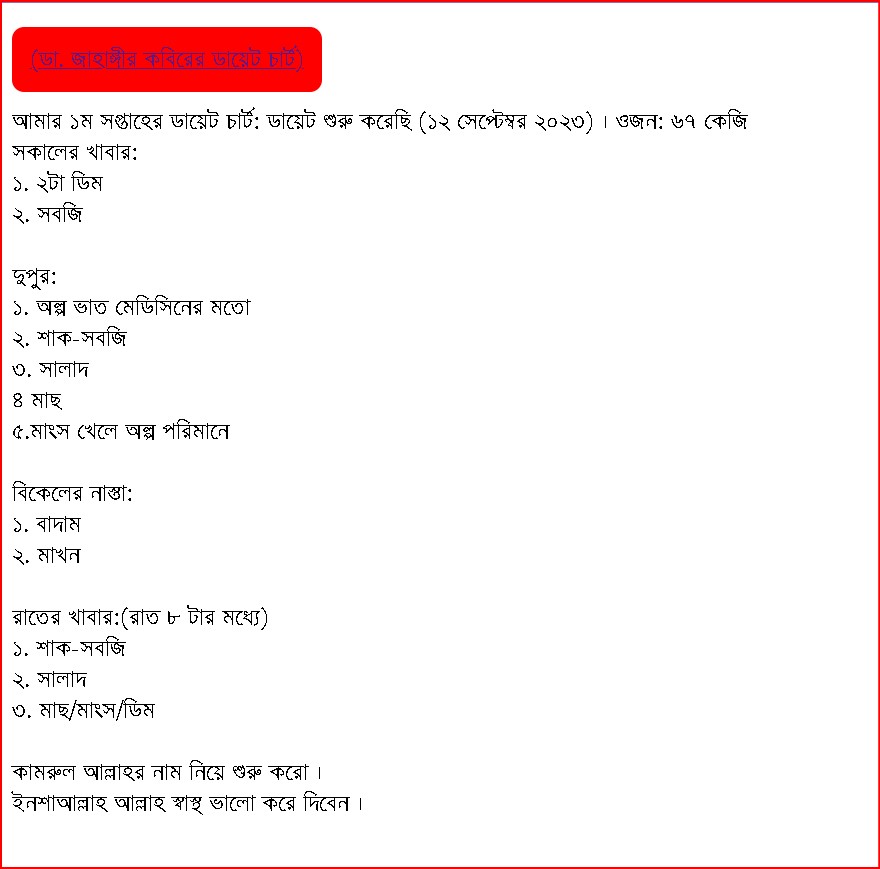 (ডা. জাহাঙ্গীর কবিরের ডায়েট চার্ট)
আমার ১ম সপ্তাহের ডায়েট চার্ট: ডায়েট শুরু করেছি (১২ সেপ্টেম্বর ২০২৩) । ওজন: ৬৭ কেজি
সকালের খাবার:
১. ২টা ডিম
২. সবজি
দুপুর:
১. অল্প ভাত মেডিসিনের মতো
২. শাক-সবজি
৩. সালাদ
৪ মাছ
৫.মাংস খেলে অল্প পরিমানে
বিকেলের নাস্তা:
১. বাদাম
২. মাখন
রাতের খাবার:(রাত ৮ টার মধ্যে)
১. শাক-সবজি
২. সালাদ
৩. মাছ/মাংস/ডিম
কামরুল আল্লাহর নাম নিয়ে শুরু করো ।
ইনশাআল্লাহ আল্লাহ স্বাস্থ ভালো করে দিবেন ।